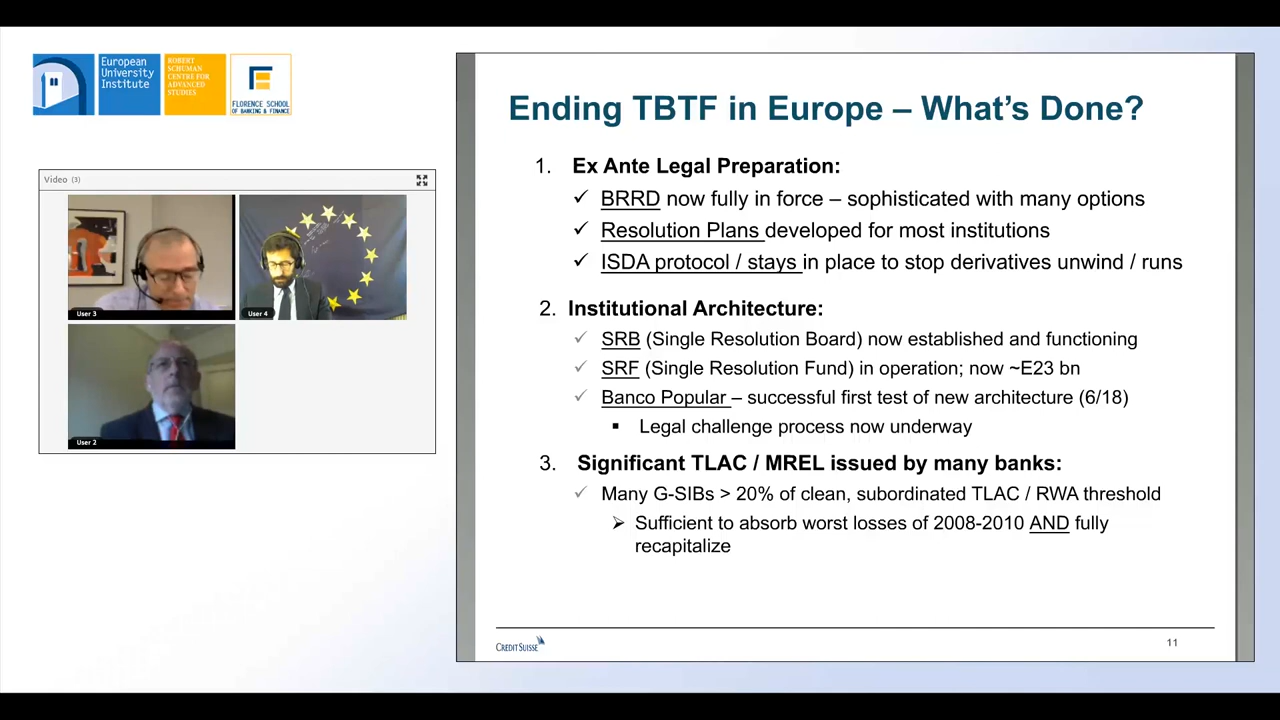 European
University
Institute
ROBERT
SCHUMAN
CENTRE FOR
ADVANCED
STUDIES
FLORENCE SCHOOL
OF BANKING & FINANCE
Video (3)
User 3
User 4
User 2
Ending TBTF in Europe – What's Done?
1. Ex Ante Legal Preparation:
✓ BRRD now fully in force – sophisticated with many options
✓ Resolution Plans developed for most institutions
✓ ISDA protocol / stays in place to stop derivatives unwind / runs
2. Institutional Architecture:
✓ SRB (Single Resolution Board) now established and functioning
✓ SRF (Single Resolution Fund) in operation; now ~E23 bn
✓ Banco Popular – successful first test of new architecture (6/18)
▪ Legal challenge process now underway
3. Significant TLAC / MREL issued by many banks:
✓ Many G-SIBs > 20% of clean, subordinated TLAC / RWA threshold
➢ Sufficient to absorb worst losses of 2008-2010 AND fully
recapitalize
CREDIT SUISSE
11